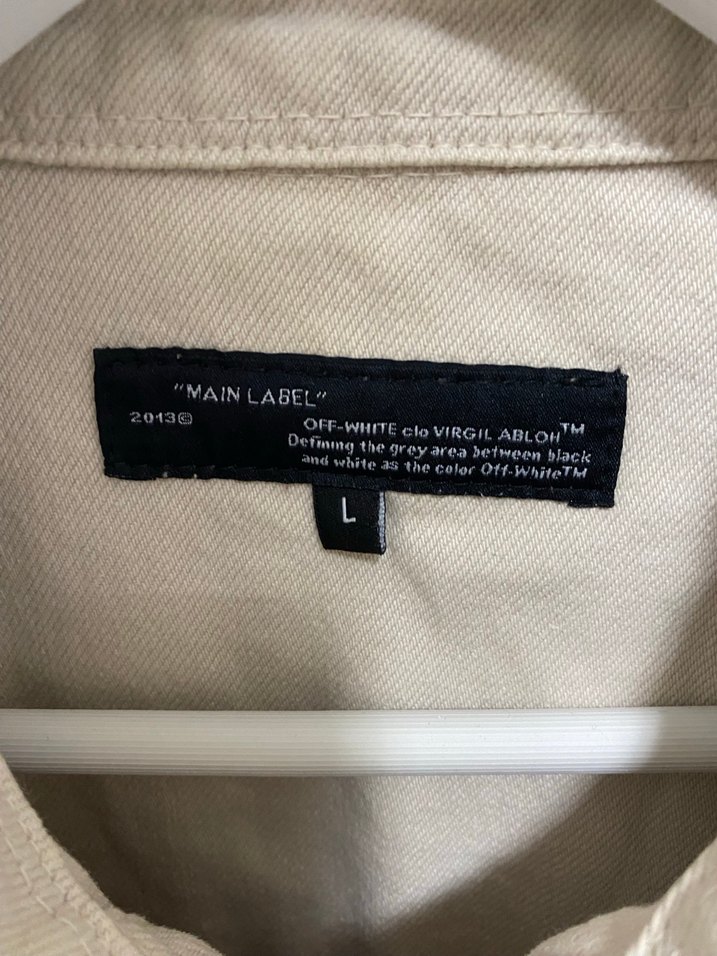 "MAIN LABEL"
2013©
OFF-WHITE c/o VIRGIL ABLOH™
Defining the grey area between black
and white as the color Off-White™
L